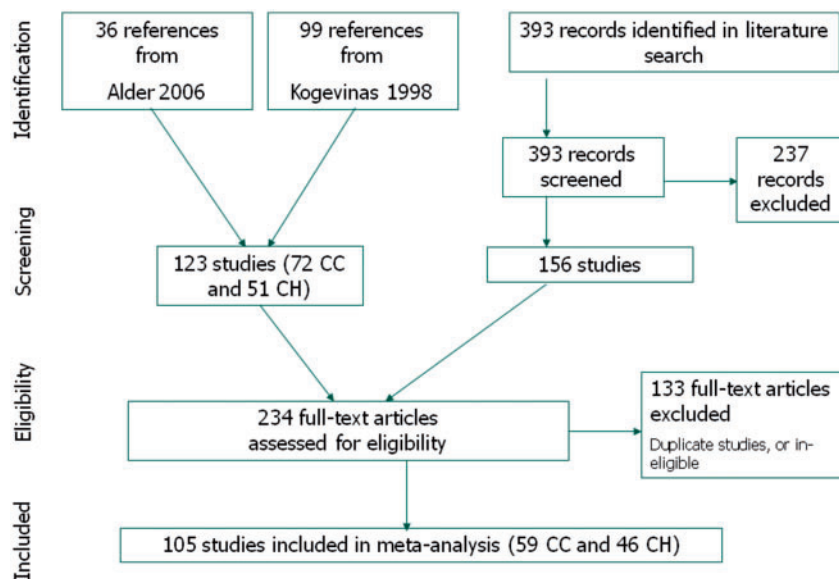 Identification
36 references
from
Alder 2006
99 references
from
Kogevinas 1998
393 records identified in literature
search
393 records
screened
237
records
excluded
Screening
123 studies (72 CC
and 51 CH)
156 studies
Eligibility
234 full-text articles
assessed for eligibility
133 full-text articles
excluded
Duplicate studies, or in-
eligible
Included
105 studies included in meta-analysis (59 CC and 46 CH)